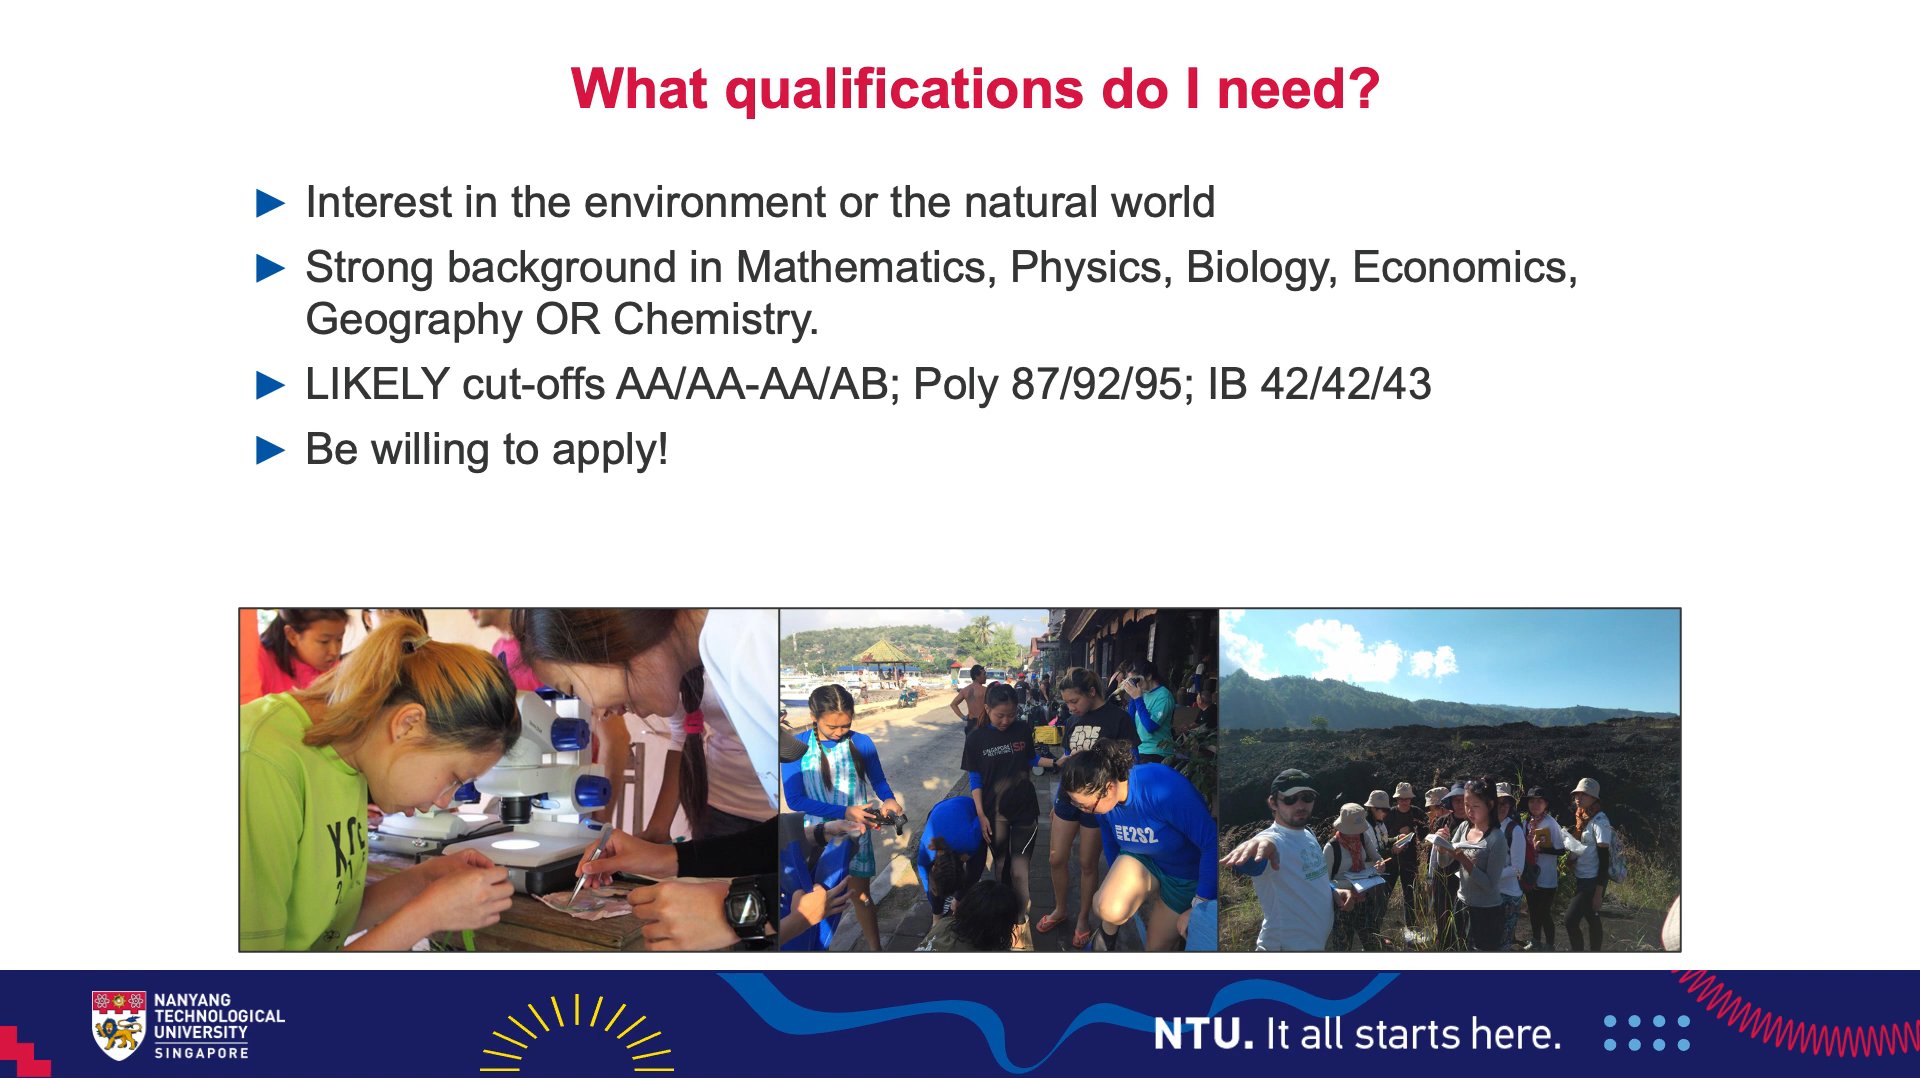 What qualifications do I need?
► Interest in the environment or the natural world
► Strong background in Mathematics, Physics, Biology, Economics,
Geography OR Chemistry.
► LIKELY cut-offs AA/AA-AA/AB; Poly 87/92/95; IB 42/42/43
► Be willing to apply!
SINGAPORE
E2S2
NANYANG
TECHNOLOGICAL
UNIVERSITY
SINGAPORE
NTU. It all starts here.